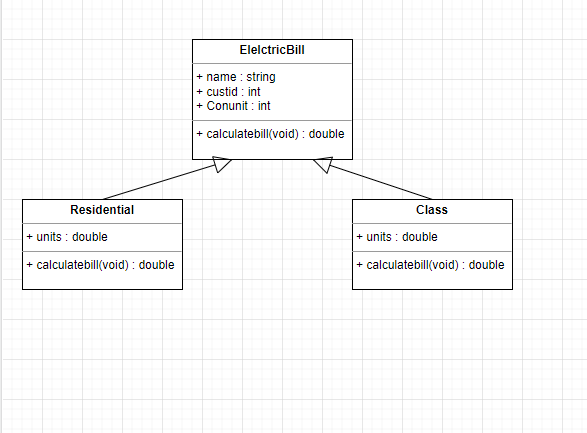 ElelctricBill
+ name : string
+ custid : int
+ Conunit : int
+ calculatebill(void) : double
Residential
+ units : double
+ calculatebill(void) : double
Class
+ units : double
+ calculatebill(void) : double